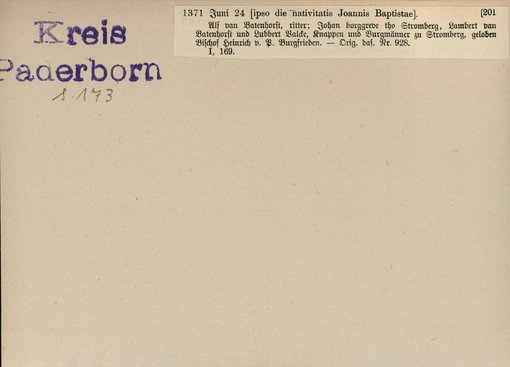 Kreis
Paderborn
S. 173
1371 Juni 24 [ipso die nativitatis Joannis Baptistae]. [201
Alf van Batenhorst, ritter; Johan borggreve tho Stromberg, Lambert van
Batenhorst und Lubbert Valcke, Knappen und Burgmänner zu Stromberg, geloben
Bischof Heinrich v. P. Burgfrieden. — Orig. das. Nr. 928.
I, 169.